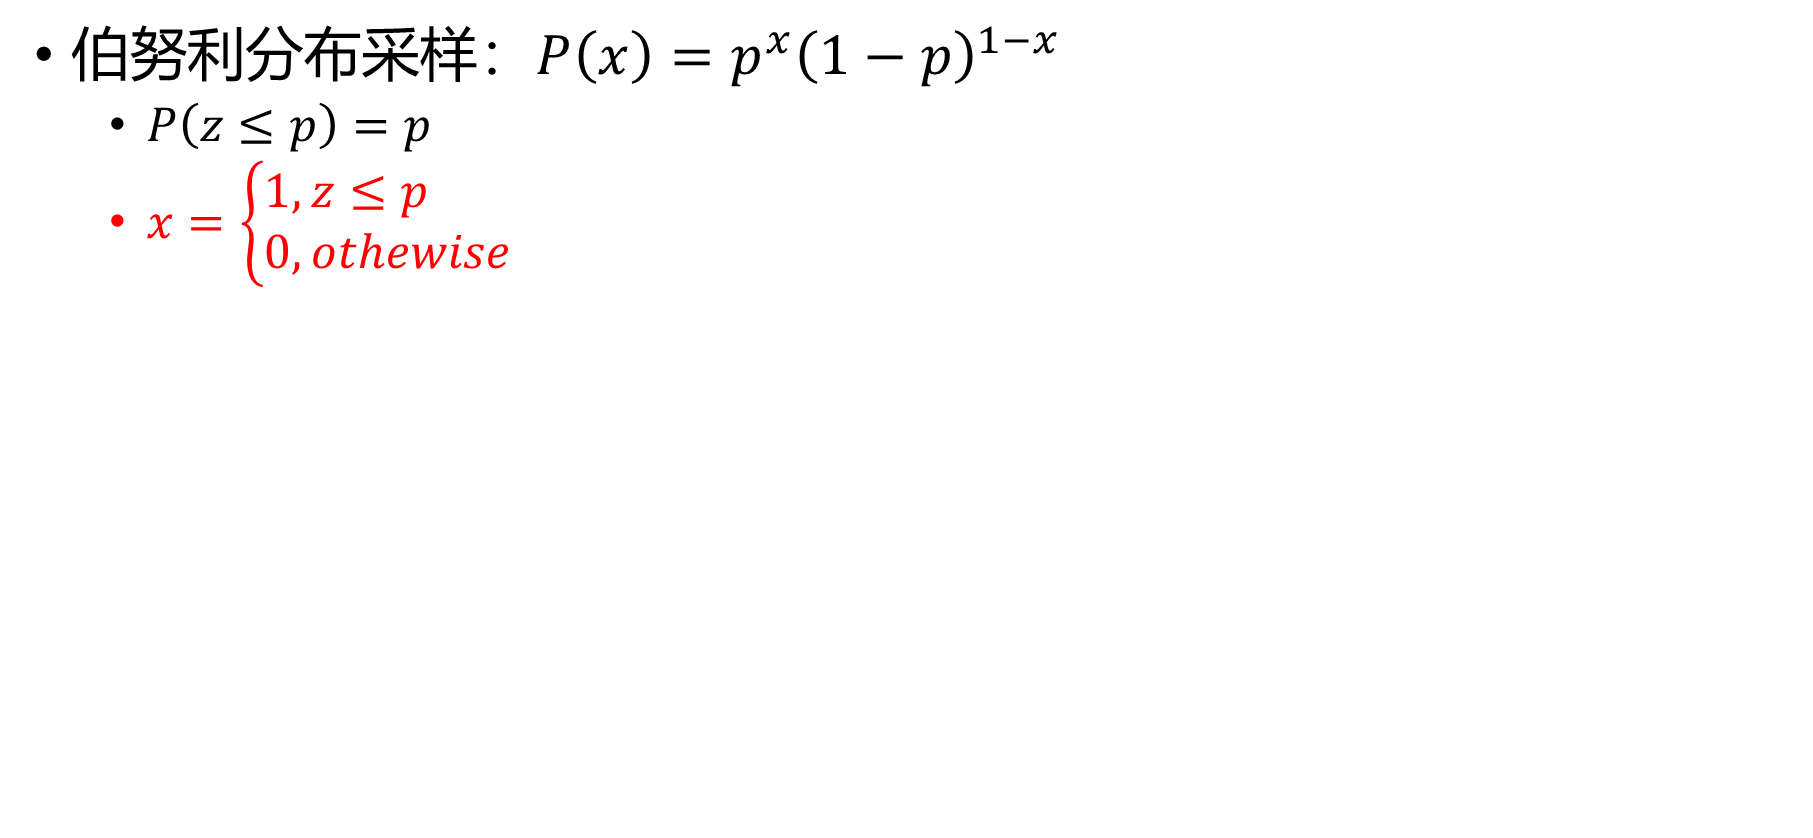 • 伯努利分布采样：P(x) = p^x(1 − p)^{1−x}
• P(z ≤ p) = p
• x = { 1, z ≤ p
0, othewise